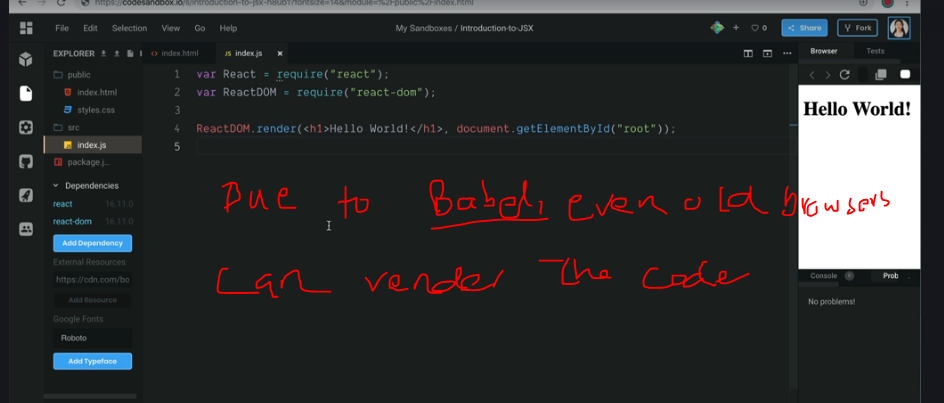 https://codesandbox.io/s/introduction-to-jsx-h8ub1?fontsize=14&module=%2Fpublic%2Findex.html
File Edit Selection View Go Help
My Sandboxes / Introduction-to-JSX
+ 0 Share Fork
EXPLORER
index.html
JS index.js ×
Browser Tests
public
index.html
styles.css
src
index.js
package.j...
1 var React = require("react");
2 var ReactDOM = require("react-dom");
3
4 ReactDOM.render(<h1>Hello World!</h1>, document.getElementById("root"));
5
Hello World!
Dependencies
react 16.11.0
react-dom 16.11.0
Add Dependency
External Resources
https://cdn.com/bo
Add Resource
Google Fonts
Roboto
Add Typeface
Due to Babel, even old browsers
can render the code
Console 0 Prob
No problems!